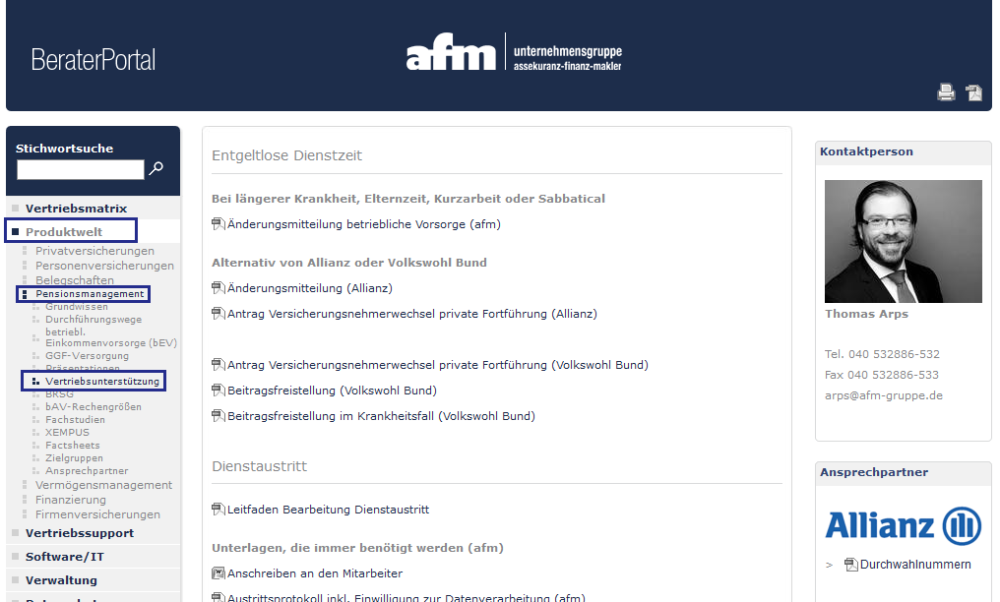 BeraterPortal
afm
unternehmensgruppe
assekuranz-finanz-makler
Stichwortsuche
Vertriebsmatrix
Produktwelt
Privatversicherungen
Personenversicherungen
Belegschaften
Pensionsmanagement
Grundwissen
Durchführungswege
betriebl.
Einkommenvorsorge (bEV)
GGF-Versorgung
Präsentationen
Vertriebsunterstützung
BRSG
bAV-Rechengrößen
Fachstudien
XEMPUS
Factsheets
Zielgruppen
Ansprechpartner
Vermögensmanagement
Finanzierung
Firmenversicherungen
Vertriebssupport
Software/IT
Verwaltung
Entgeltlose Dienstzeit
Bei längerer Krankheit, Elternzeit, Kurzarbeit oder Sabbatical
Änderungsmitteilung betriebliche Vorsorge (afm)
Alternativ von Allianz oder Volkswohl Bund
Änderungsmitteilung (Allianz)
Antrag Versicherungsnehmerwechsel private Fortführung (Allianz)
Antrag Versicherungsnehmerwechsel private Fortführung (Volkswohl Bund)
Beitragsfreistellung (Volkswohl Bund)
Beitragsfreistellung im Krankheitsfall (Volkswohl Bund)
Dienstaustritt
Leitfaden Bearbeitung Dienstaustritt
Unterlagen, die immer benötigt werden (afm)
Anschreiben an den Mitarbeiter
Austrittsprotokoll inkl. Einwilligung zur Datenverarbeitung (afm)
Kontaktperson
Thomas Arps
Tel. 040 532886-532
Fax 040 532886-533
arps@afm-gruppe.de
Ansprechpartner
Allianz
> Durchwahlnummern